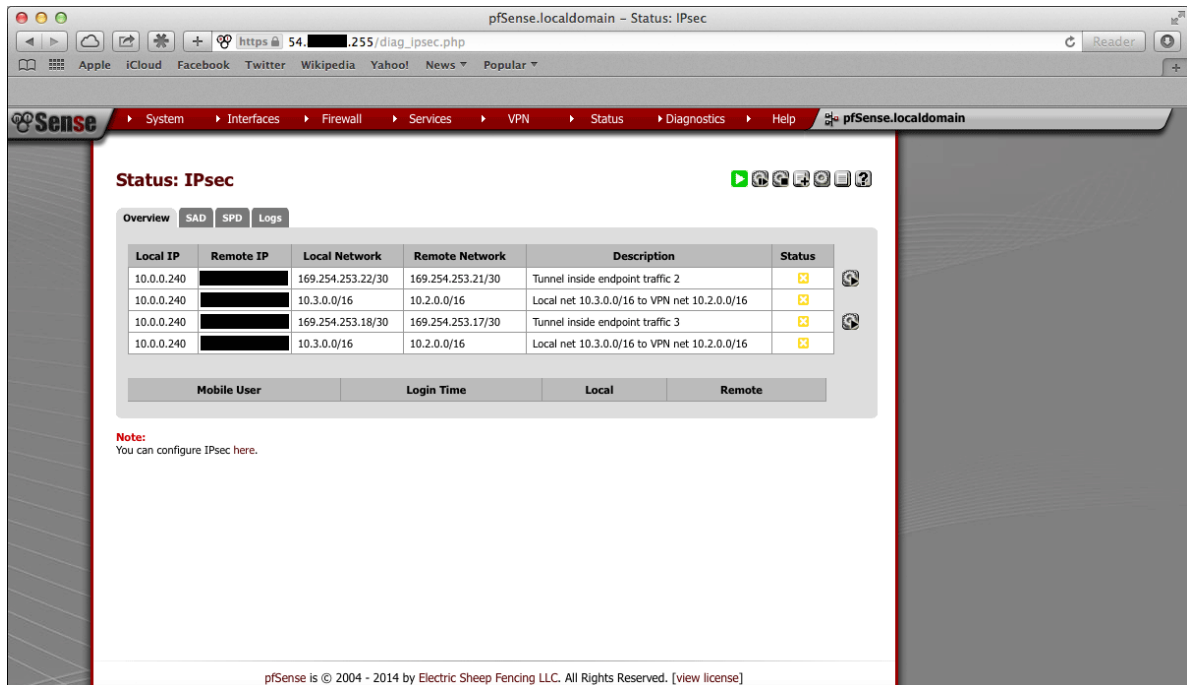 pfSense.localdomain – Status: IPsec
https 54. .255/diag_ipsec.php Reader
Apple iCloud Facebook Twitter Wikipedia Yahoo! News Popular
Sense System Interfaces Firewall Services VPN Status Diagnostics Help pfSense.localdomain
Status: IPsec
Overview SAD SPD Logs
Local IP Remote IP Local Network Remote Network Description Status
10.0.0.240 169.254.253.22/30 169.254.253.21/30 Tunnel inside endpoint traffic 2
10.0.0.240 10.3.0.0/16 10.2.0.0/16 Local net 10.3.0.0/16 to VPN net 10.2.0.0/16
10.0.0.240 169.254.253.18/30 169.254.253.17/30 Tunnel inside endpoint traffic 3
10.0.0.240 10.3.0.0/16 10.2.0.0/16 Local net 10.3.0.0/16 to VPN net 10.2.0.0/16
Mobile User Login Time Local Remote
Note:
You can configure IPsec here.
pfSense is © 2004 - 2014 by Electric Sheep Fencing LLC. All Rights Reserved. [view license]